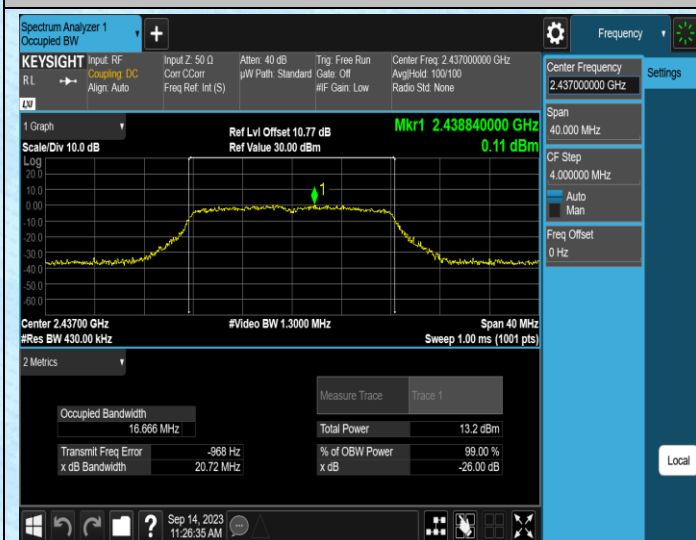 Spectrum Analyzer 1
Occupied BW
Frequency
KEYSIGHT
RL
LXI
Input: RF
Coupling: DC
Align: Auto
Input Z: 50 Ω
Corr CCorr
Freq Ref: Int (S)
Atten: 40 dB
µW Path: Standard
Trig: Free Run
Gate: Off
#IF Gain: Low
Center Freq: 2.437000000 GHz
Avg|Hold: 100/100
Radio Std: None
Center Frequency
2.437000000 GHz
Settings
Span
40.000 MHz
CF Step
4.000000 MHz
Auto
Man
Freq Offset
0 Hz
1 Graph
Scale/Div 10.0 dB
Ref Lvl Offset 10.77 dB
Ref Value 30.00 dBm
Mkr1 2.438840000 GHz
0.11 dBm
Log
20.0
10.0
0.00
-10.0
-20.0
-30.0
-40.0
-50.0
-60.0
1
Center 2.43700 GHz
#Video BW 1.3000 MHz
Span 40 MHz
#Res BW 430.00 kHz
Sweep 1.00 ms (1001 pts)
2 Metrics
Measure Trace
Trace 1
Occupied Bandwidth
16.666 MHz
Total Power
13.2 dBm
Transmit Freq Error
-968 Hz
% of OBW Power
99.00 %
x dB Bandwidth
20.72 MHz
x dB
-26.00 dB
Local
Sep 14, 2023
11:26:35 AM